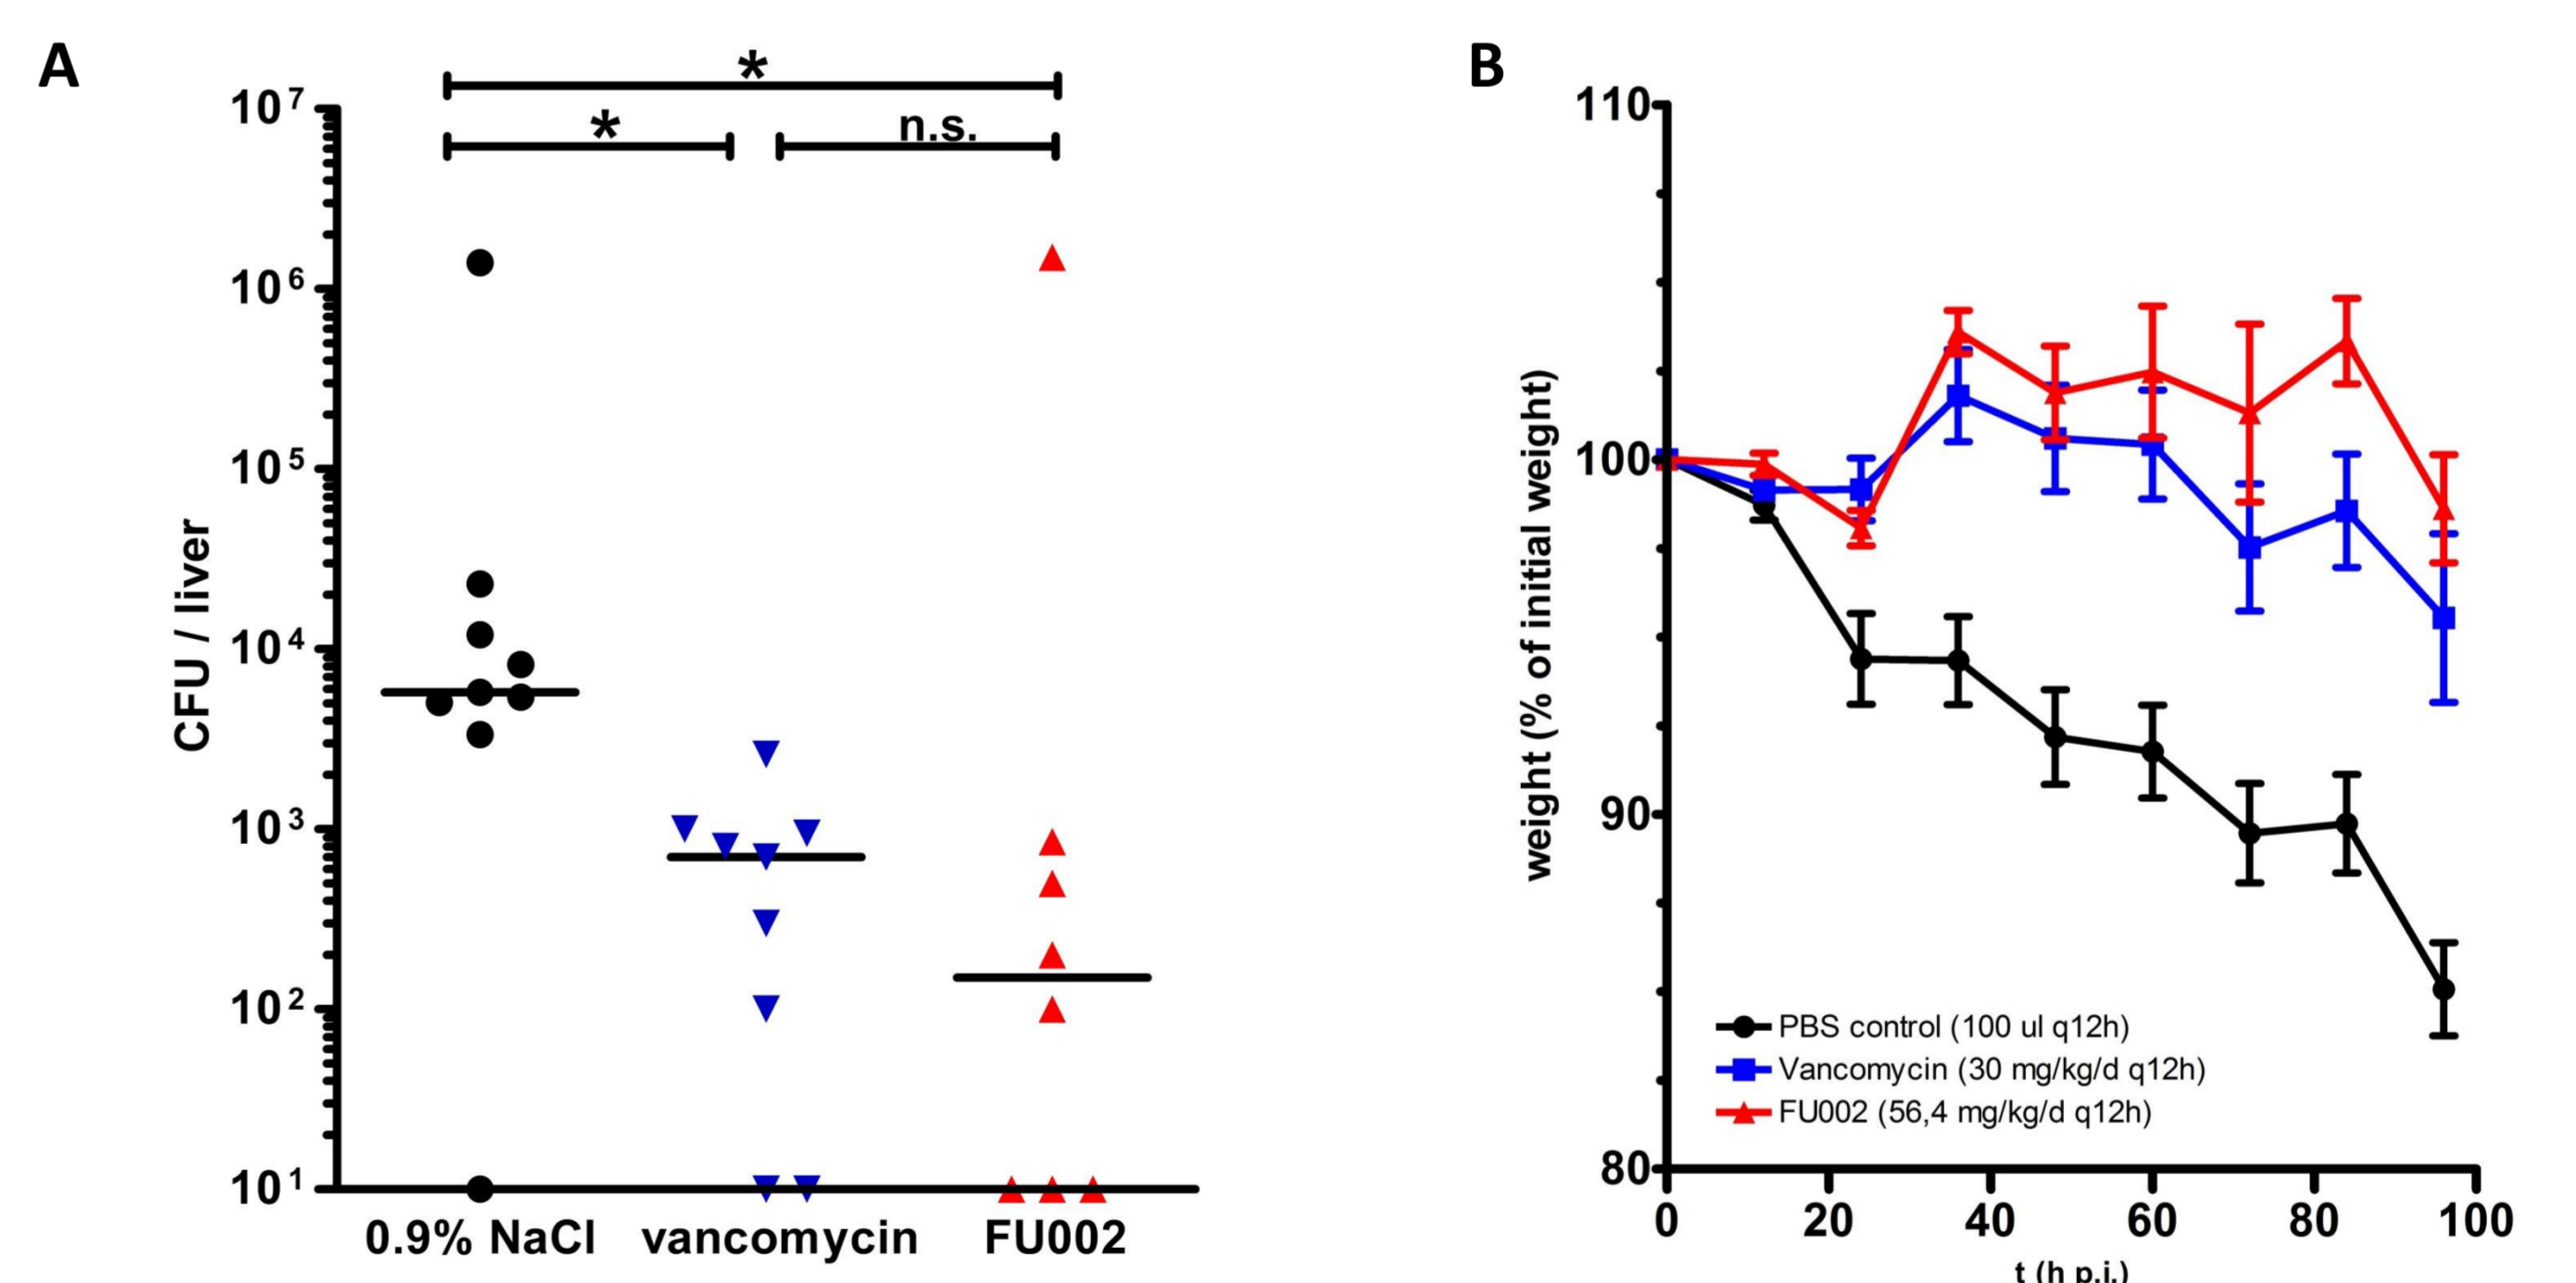 A
*
*
n.s.
10⁷
10⁶
10⁵
10⁴
10³
10²
10¹
CFU / liver
0.9% NaCl
vancomycin
FU002
B
110
100
90
80
weight (% of initial weight)
PBS control (100 ul q12h)
Vancomycin (30 mg/kg/d q12h)
FU002 (56,4 mg/kg/d q12h)
0 20 40 60 80 100
t (h p.i.)